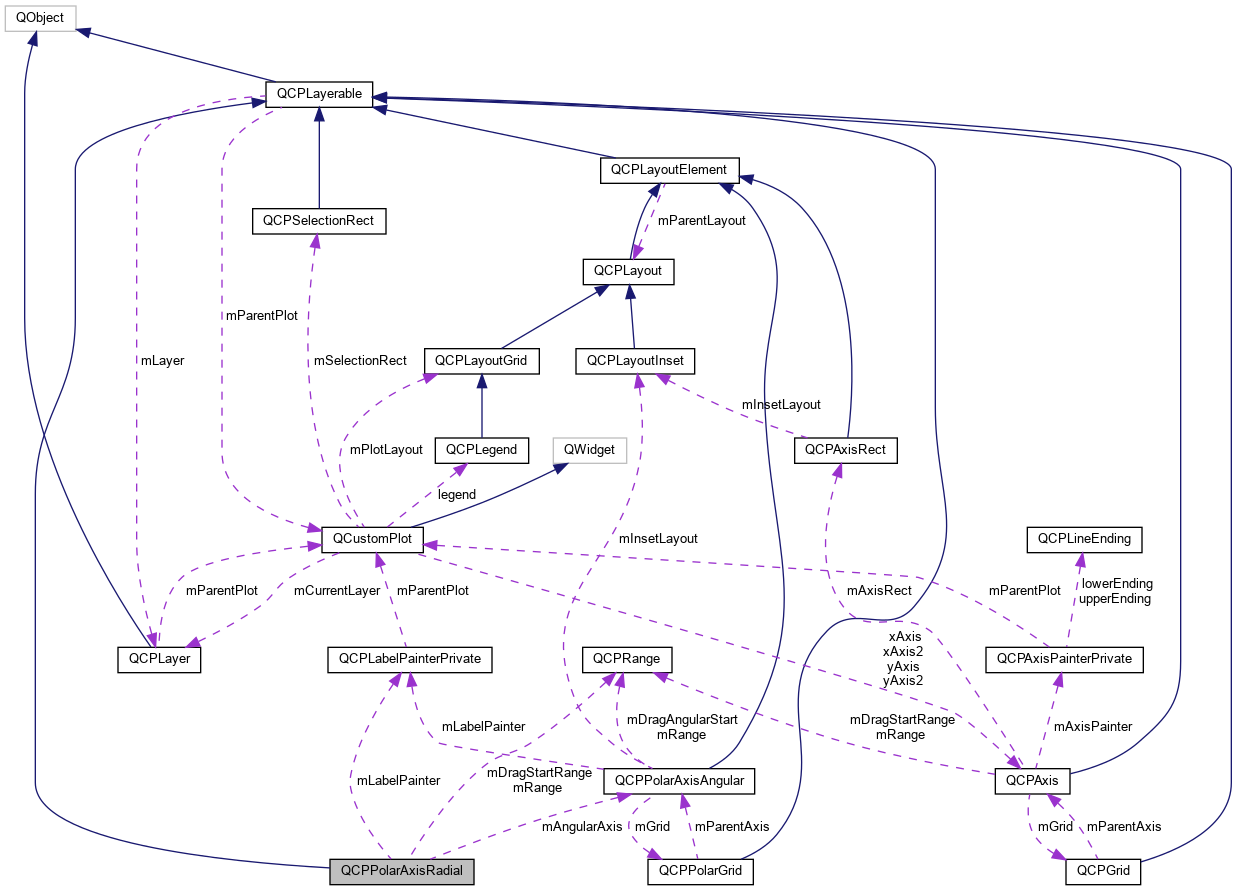 QObject
QCPLayerable
QCPLayoutElement
QCPSelectionRect
mParentLayout
QCPLayout
mParentPlot
mLayer
mSelectionRect
QCPLayoutGrid
QCPLayoutInset
mInsetLayout
mPlotLayout
QCPLegend
QWidget
QCPAxisRect
legend
QCustomPlot
mInsetLayout
QCPLineEnding
mParentPlot
mCurrentLayer
mParentPlot
mAxisRect
mParentPlot
lowerEnding
upperEnding
xAxis
xAxis2
yAxis
yAxis2
QCPLayer
QCPLabelPainterPrivate
QCPRange
QCPAxisPainterPrivate
mLabelPainter
mDragAngularStart
mRange
mDragStartRange
mRange
mAxisPainter
mLabelPainter
mDragStartRange
mRange
QCPPolarAxisAngular
QCPAxis
mAngularAxis
mGrid
mParentAxis
mGrid
mParentAxis
QCPPolarAxisRadial
QCPPolarGrid
QCPGrid